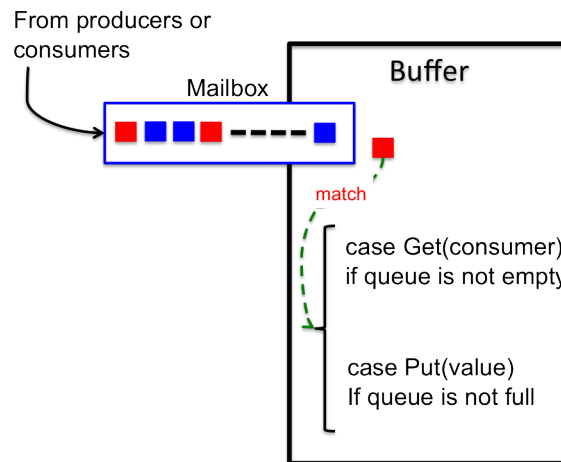 From producers or
consumers
Mailbox
Buffer
match
case Get(consumer)
if queue is not empty
case Put(value)
If queue is not full